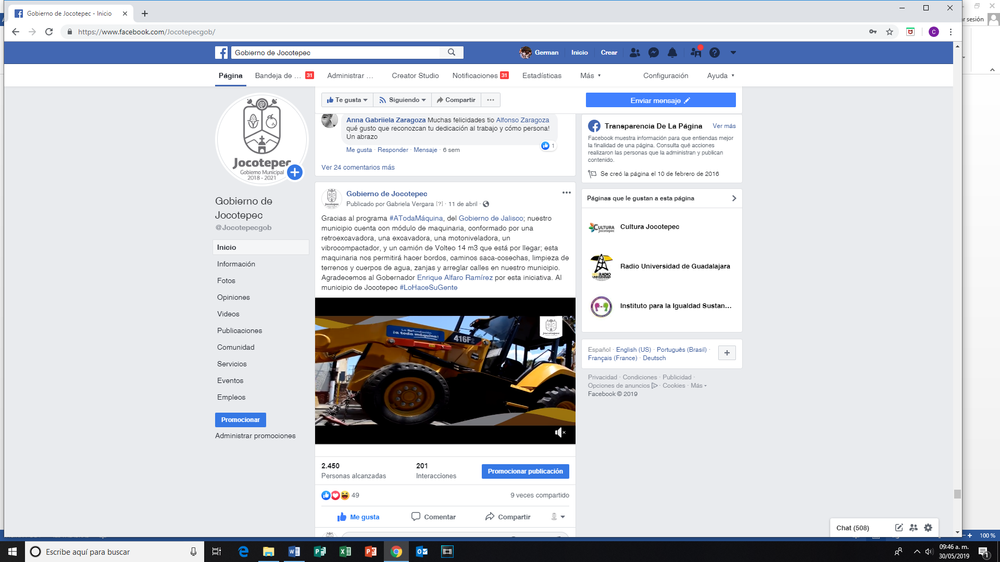 Gobierno de Jocotepec - Inicio
https://www.facebook.com/Jocotepecgob/
C
r sesión
Gobierno de Jocotepec
German
Inicio
Crear
Página
Bandeja de ... 31
Administrar ...
Creator Studio
Notificaciones 31
Estadísticas
Más
Configuración
Ayuda
Jocotepec
Gobierno Municipal
2018 - 2021
Gobierno de
Jocotepec
@Jocotepecgob
Inicio
Información
Fotos
Opiniones
Videos
Publicaciones
Comunidad
Servicios
Eventos
Empleos
Promocionar
Administrar promociones
Te gusta
Siguiendo
Compartir
...
Enviar mensaje
Anna Gabriiela Zaragoza Muchas felicidades tio Alfonso Zaragoza
qué gusto que reconozcan tu dedicación al trabajo y cómo persona!
Un abrazo
1
Me gusta · Responder · Mensaje · 6 sem
Ver 24 comentarios más
Gobierno de Jocotepec
Publicado por Gabriela Vergara [?] · 11 de abril ·
Gracias al programa #ATodaMáquina, del Gobierno de Jalisco; nuestro
municipio cuenta con módulo de maquinaria, conformado por una
retroexcavadora, una excavadora, una motoniveladora, un
vibrocompactador, y un camión de Volteo 14 m3 que está por llegar; esta
maquinaria nos permitirá hacer bordos, caminos saca-cosechas, limpieza de
terrenos y cuerpos de agua, zanjas y arreglar calles en nuestro municipio.
Agradecemos al Gobernador Enrique Alfaro Ramírez por esta iniciativa. Al
municipio de Jocotepec #LoHaceSuGente
La Refundación
¡a toda máquina!
416F2
Jocotepec
2.450
Personas alcanzadas
201
Interacciones
Promocionar publicación
49
9 veces compartido
Me gusta
Comentar
Compartir
Transparencia De La Página
Ver más
Facebook muestra información para que entiendas mejor
la finalidad de una página. Consulta qué acciones
realizaron las personas que la administran y publican
contenido.
Se creó la página el 10 de febrero de 2016
Páginas que le gustan a esta página
CULTURA
Jocotepec
Cultura Jocotepec
RADIO
Radio Universidad de Guadalajara
Instituto para la Igualdad Sustan...
Español · English (US) · Português (Brasil) ·
Français (France) · Deutsch
Privacidad · Condiciones · Publicidad ·
Opciones de anuncios · Cookies · Más
Facebook © 2019
Chat (508)
100 %
Escribe aquí para buscar
09:46 a. m.
30/05/2019
1